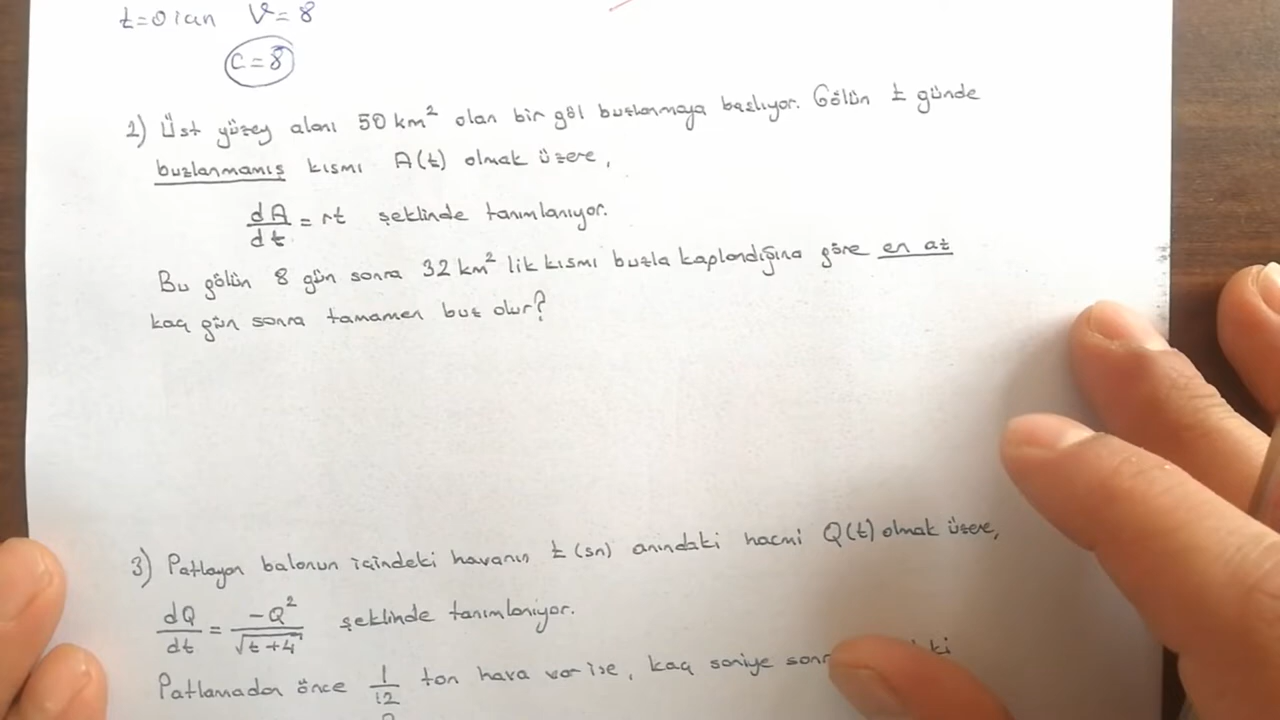 t=0 için V=8
C=8
2) Üst yüzey alanı 50 km² olan bir göl buzlanmaya başlıyor. Gölün t günde
buzlanmamış kısmı A(t) olmak üzere,
dA/dt = rt şeklinde tanımlanıyor.
Bu gölün 8 gün sonra 32 km² lik kısmı buzla kaplandığına göre en az
kaç gün sonra tamamen buz olur?
3) Patlayan balonun içindeki havanın t (sn) anındaki hacmi Q(t) olmak üzere,
dQ/dt = -Q²/√(t+4) şeklinde tanımlanıyor.
Patlamadan önce 1/12 ton hava var ise, kaç saniye